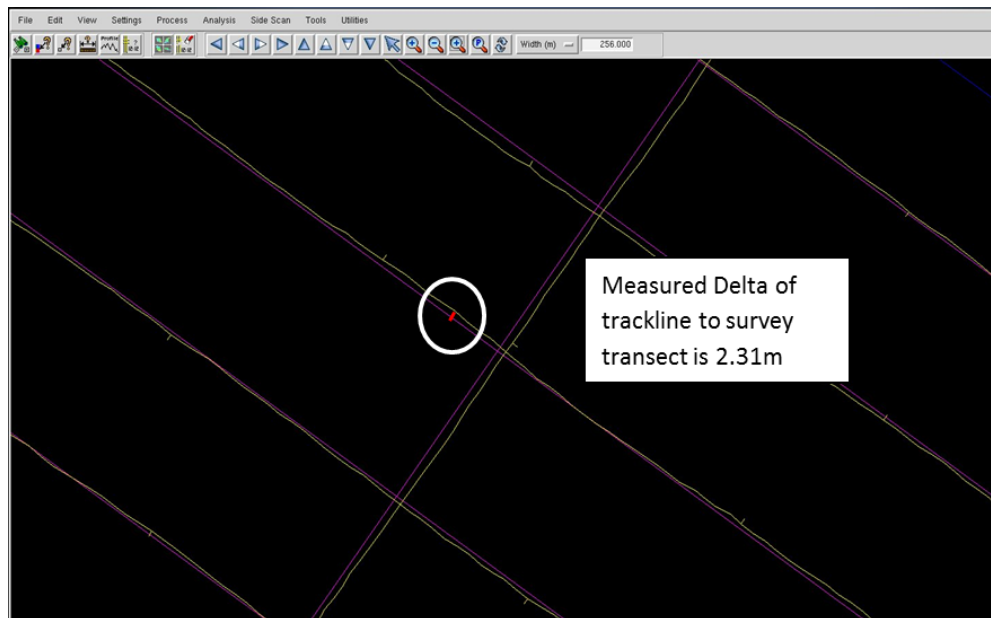 File Edit View Settings Process Analysis Side Scan Tools Utilities
Profile
Width (m) 256.000
Measured Delta of
trackline to survey
transect is 2.31m